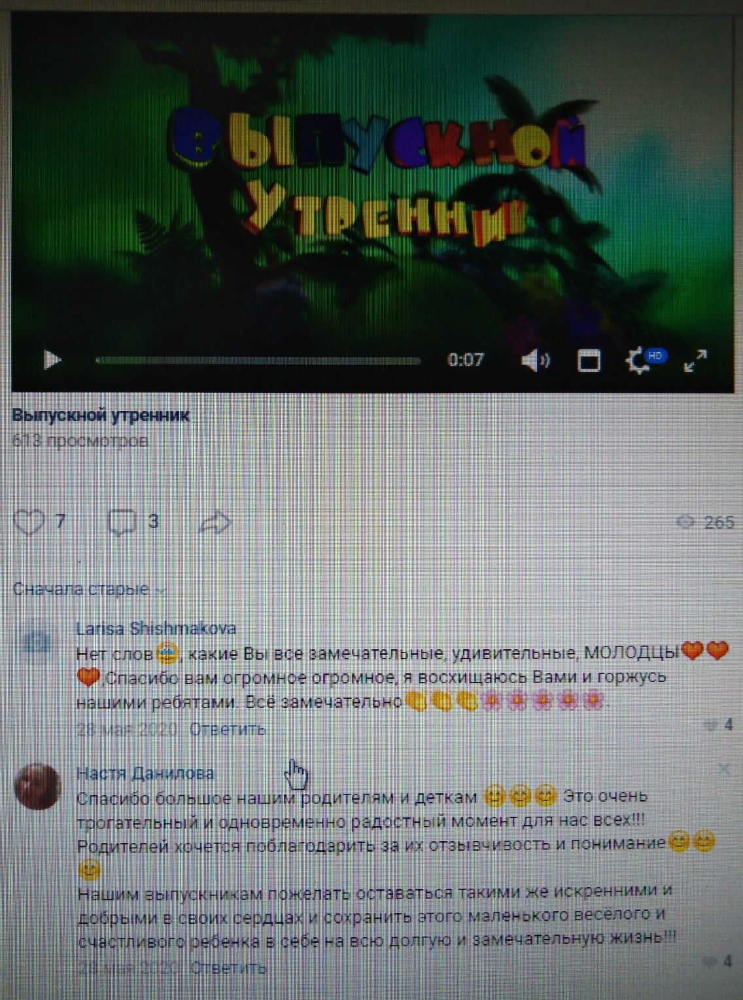 ВЫПУСКНОЙ
УТРЕННИК
0:07
HD
Выпускной утренник
613 просмотров
7
3
265
Сначала старые
Larisa Shishmakova
Нет слов😁, какие Вы все замечательные, удивительные, МОЛОДЦЫ❤❤
❤,Спасибо вам огромное огромное, я восхищаюсь Вами и горжусь
нашими ребятами. Всё замечательно👏👏👏🌸🌸🌸🌸🌸.
28 мая 2020 Ответить
4
Настя Данилова
Спасибо большое нашим родителям и деткам 😊😊😊 Это очень
трогательный и одновременно радостный момент для нас всех!!!
Родителей хочется поблагодарить за их отзывчивость и понимание😊😊
😊
Нашим выпускникам пожелать оставаться такими же искренними и
добрыми в своих сердцах и сохранить этого маленького весёлого и
счастливого ребенка в себе на всю долгую и замечательную жизнь!!!
28 мая 2020 Ответить
4